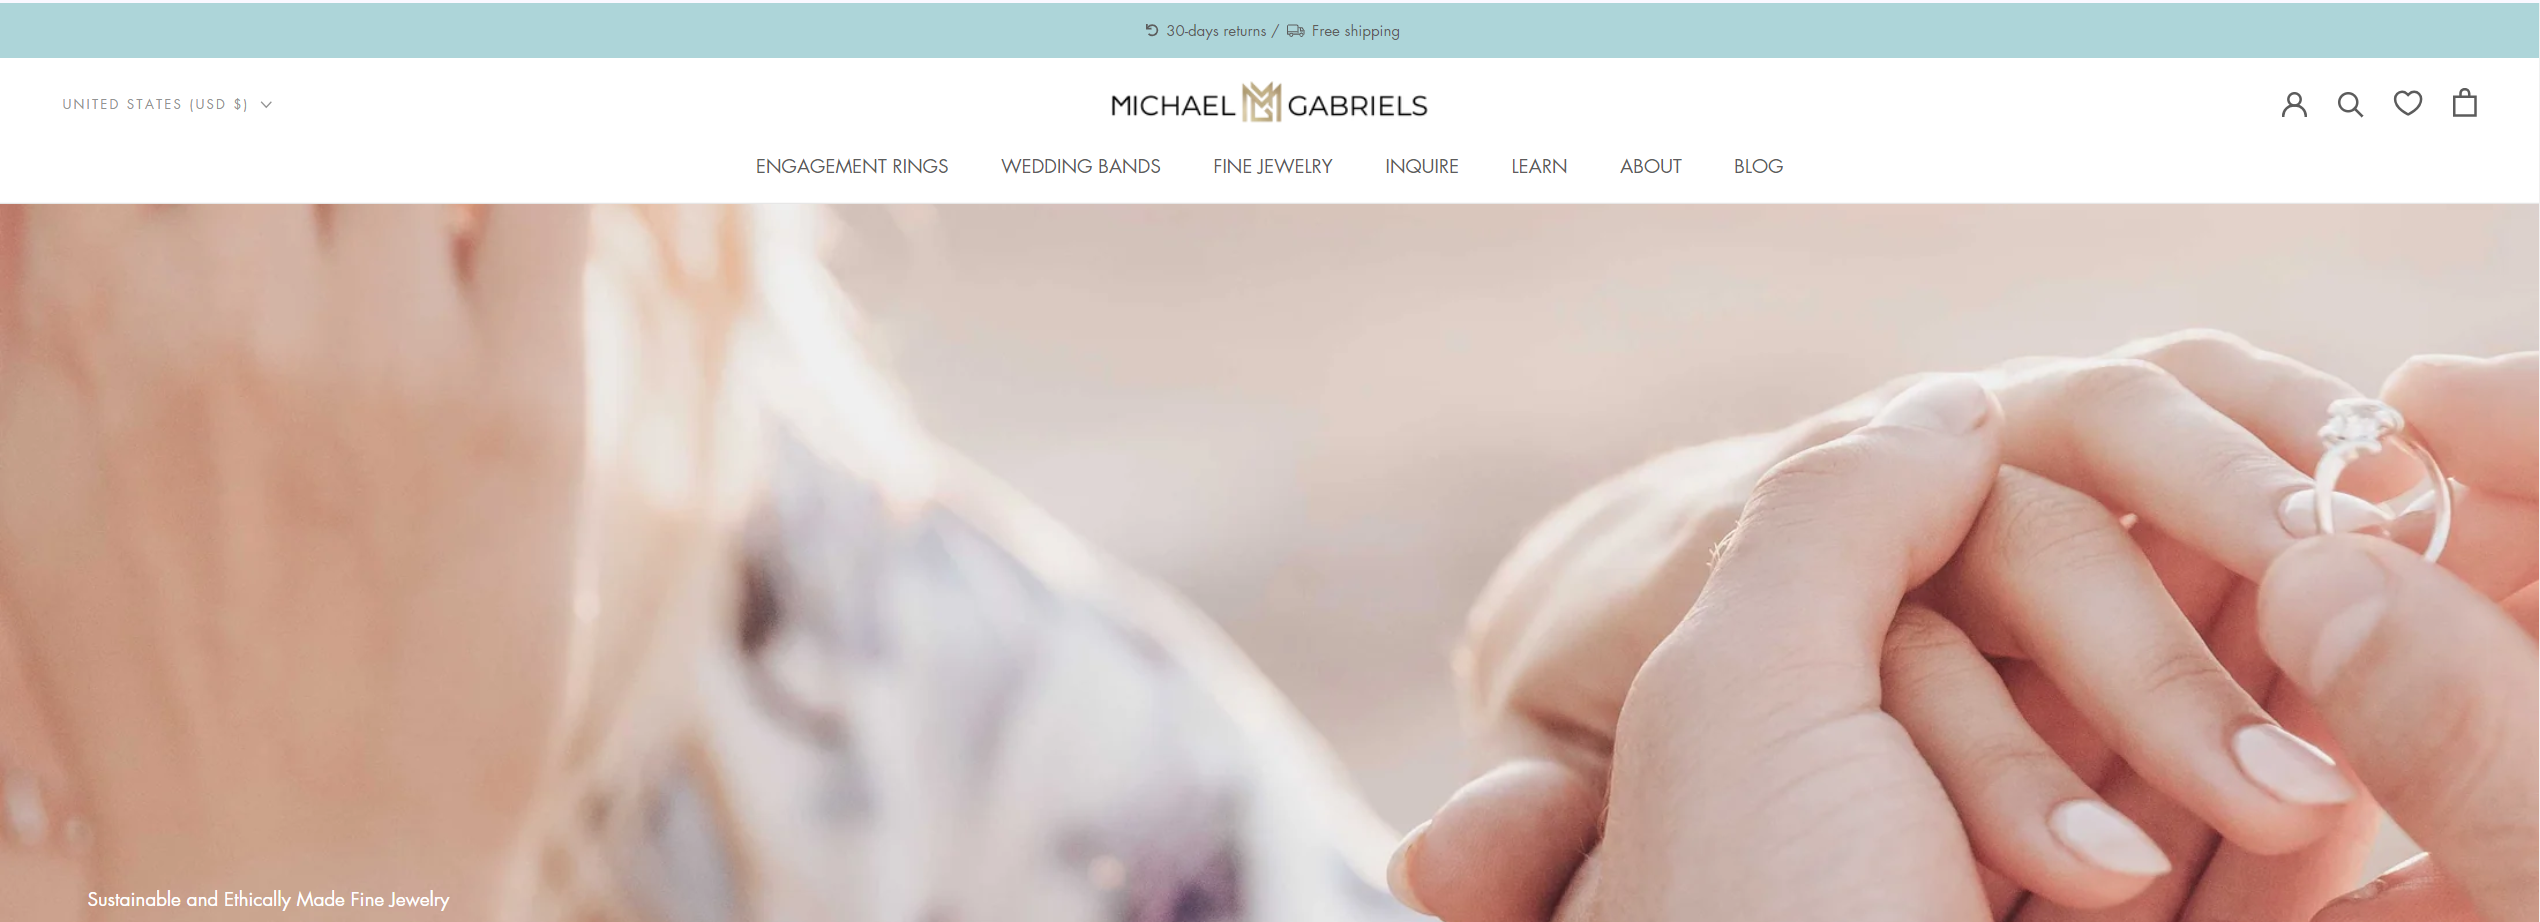 30-days returns / Free shipping
UNITED STATES (USD $)
MICHAEL GABRIELS
ENGAGEMENT RINGS WEDDING BANDS FINE JEWELRY INQUIRE LEARN ABOUT BLOG
Sustainable and Ethically Made Fine Jewelry